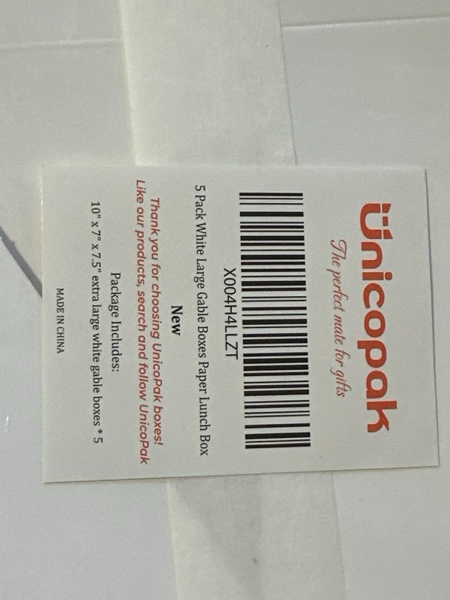 Unicopak
The perfect mate for gifts
X004H4LLZT
5 Pack White Large Gable Boxes Paper Lunch Box
New
Thank you for choosing UnicoPak boxes!
Like our products, search and follow UnicoPak
Package Includes:
10" x 7" x 7.5" extra large white gable boxes * 5
MADE IN CHINA